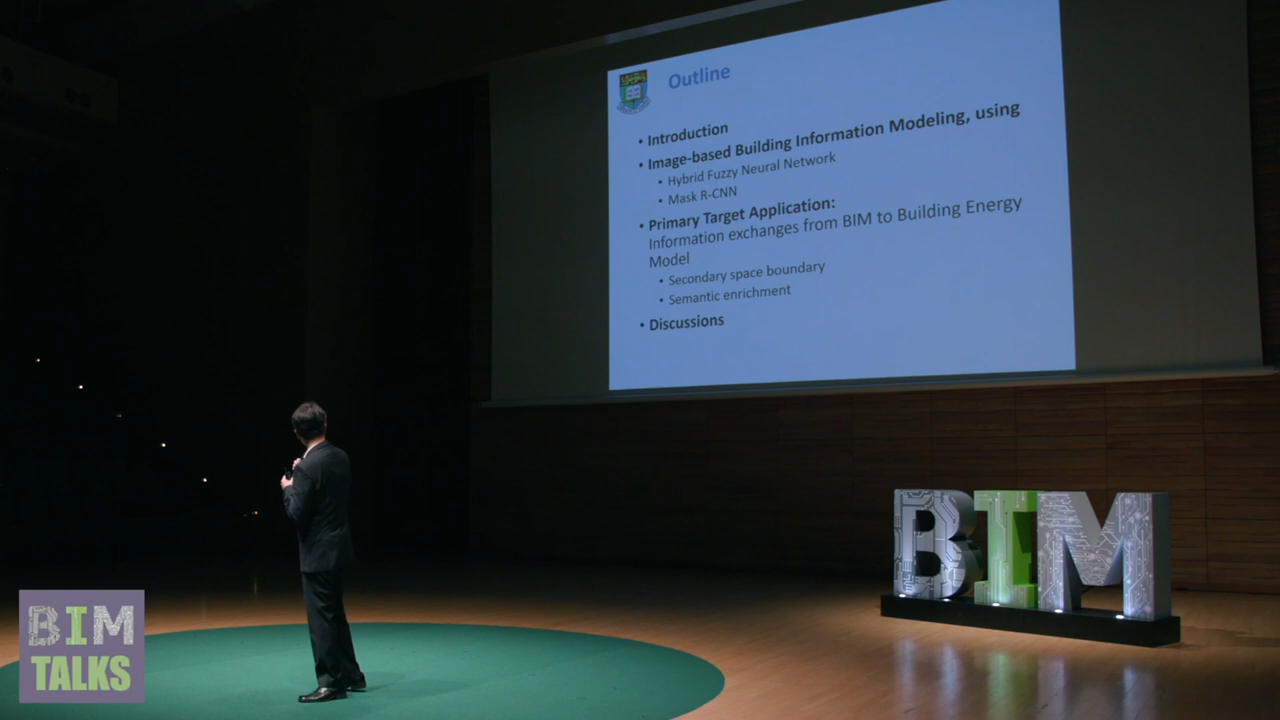 Outline
• Introduction
• Image-based Building Information Modeling, using
• Hybrid Fuzzy Neural Network
• Mask R-CNN
• Primary Target Application:
Information exchanges from BIM to Building Energy
Model
• Secondary space boundary
• Semantic enrichment
• Discussions
BIM
BIM
TALKS